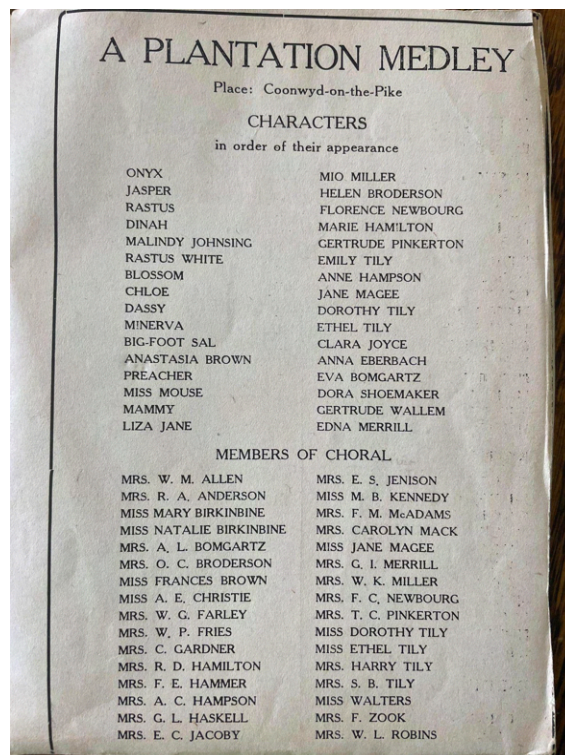 A PLANTATION MEDLEY
Place: Coonwyd-on-the-Pike
CHARACTERS
in order of their appearance
ONYX MIO MILLER
JASPER HELEN BRODERSON
RASTUS FLORENCE NEWBOURG
DINAH MARIE HAMILTON
MALINDY JOHNSING GERTRUDE PINKERTON
RASTUS WHITE EMILY TILY
BLOSSOM ANNE HAMPSON
CHLOE JANE MAGEE
DASSY DOROTHY TILY
MINERVA ETHEL TILY
BIG-FOOT SAL CLARA JOYCE
ANASTASIA BROWN ANNA EBERBACH
PREACHER EVA BOMGARTZ
MISS MOUSE DORA SHOEMAKER
MAMMY GERTRUDE WALLEM
LIZA JANE EDNA MERRILL
MEMBERS OF CHORAL
MRS. W. M. ALLEN MRS. E. S. JENISON
MRS. R. A. ANDERSON MISS M. B. KENNEDY
MISS MARY BIRKINBINE MRS. F. M. McADAMS
MISS NATALIE BIRKINBINE MRS. CAROLYN MACK
MRS. A. L. BOMGARTZ MISS JANE MAGEE
MRS. O. C. BRODERSON MRS. G. I. MERRILL
MISS FRANCES BROWN MRS. W. K. MILLER
MISS A. E. CHRISTIE MRS. F. C. NEWBOURG
MRS. W. G. FARLEY MRS. T. C. PINKERTON
MRS. W. P. FRIES MISS DOROTHY TILY
MRS. C. GARDNER MISS ETHEL TILY
MRS. R. D. HAMILTON MRS. HARRY TILY
MRS. F. E. HAMMER MRS. S. B. TILY
MRS. A. C. HAMPSON MISS WALTERS
MRS. G. L. HASKELL MRS. F. ZOOK
MRS. E. C. JACOBY MRS. W. L. ROBINS